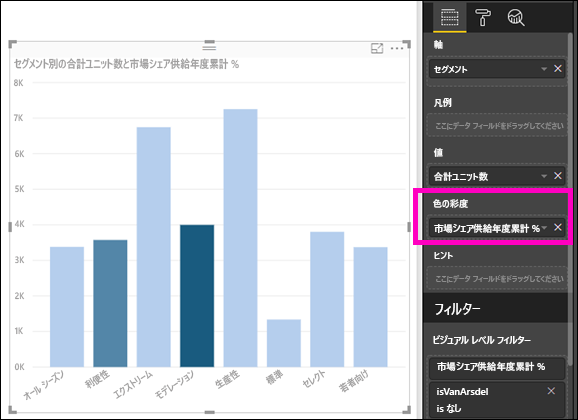 セグメント別の合計ユニット数と市場シェア供給年度累計 %
8K
7K
6K
5K
4K
3K
2K
1K
0K
オール シーズン
利便性
エクストリーム
モデレーション
生産性
標準
セレクト
若者向け
軸
セグメント
凡例
ここにデータ フィールドをドラッグしてください
値
合計ユニット数
色の彩度
市場シェア供給年度累計 %
ヒント
ここにデータ フィールドをドラッグしてください
フィルター
ビジュアル レベル フィルター
市場シェア供給年度累計 %
isVanArsdel
is なし